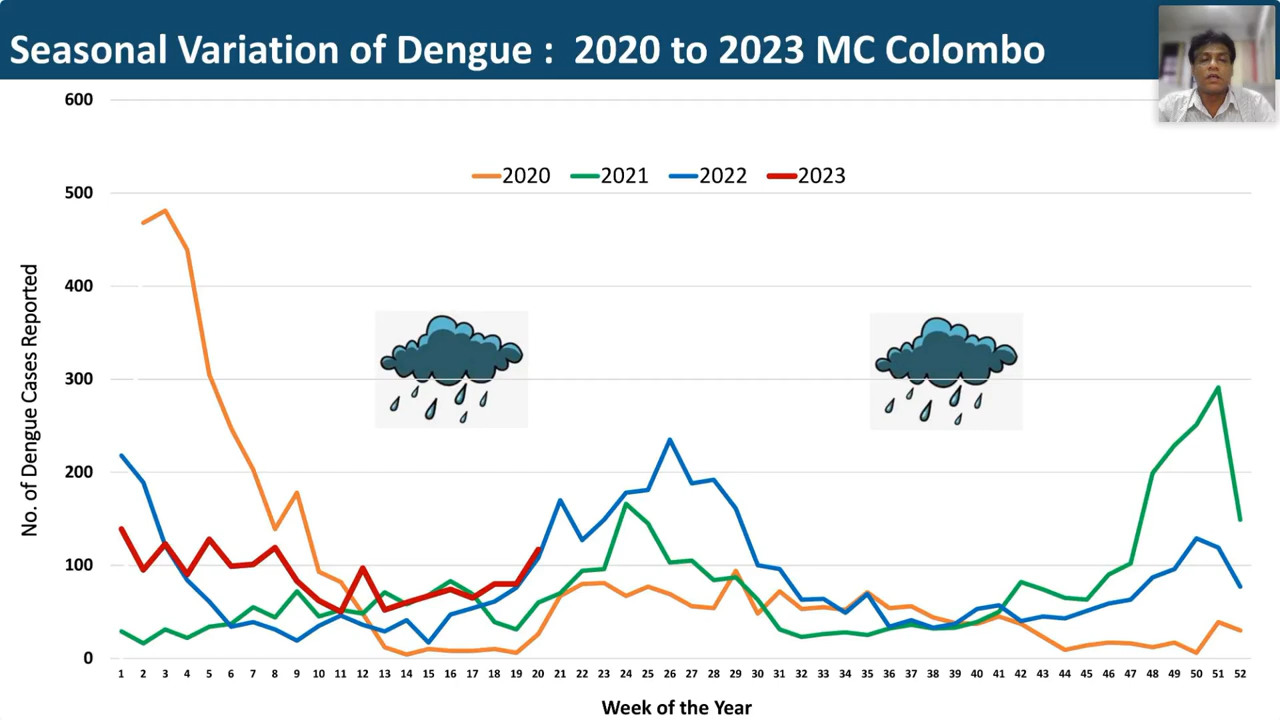 Seasonal Variation of Dengue : 2020 to 2023 MC Colombo
600
2020 2021 2022 2023
500
400
300
200
100
0
No. of Dengue Cases Reported
1 2 3 4 5 6 7 8 9 10 11 12 13 14 15 16 17 18 19 20 21 22 23 24 25 26 27 28 29 30 31 32 33 34 35 36 37 38 39 40 41 42 43 44 45 46 47 48 49 50 51 52
Week of the Year